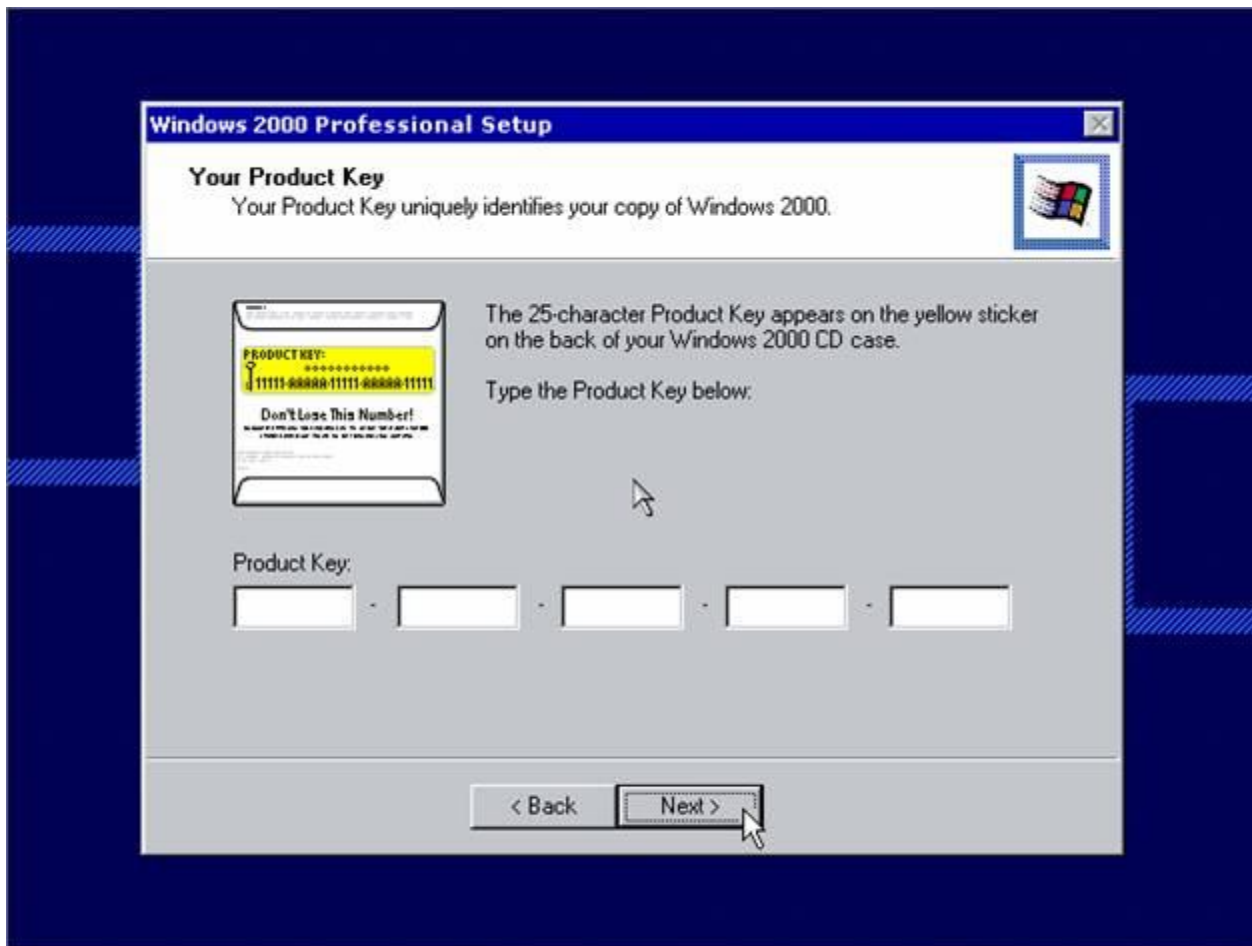 Windows 2000 Professional Setup
Your Product Key
Your Product Key uniquely identifies your copy of Windows 2000.
The 25-character Product Key appears on the yellow sticker
on the back of your Windows 2000 CD case.
Type the Product Key below:
PRODUCT KEY:
11111-AAAAA-11111-AAAAA-11111
Don't Lose This Number!
Product Key:
- - - -
< Back Next >